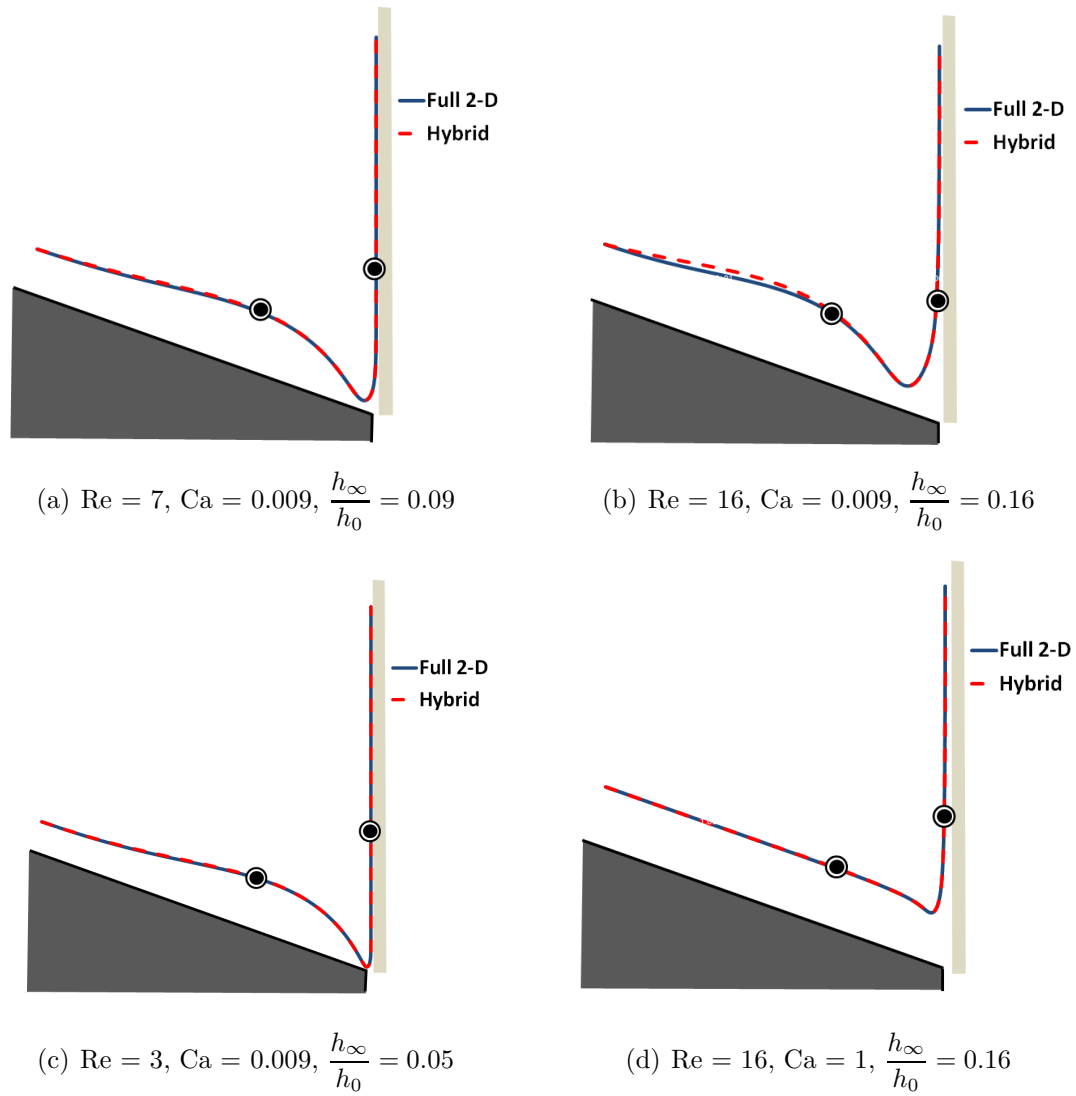 Full 2-D
Hybrid
Full 2-D
Hybrid
(a) Re = 7, Ca = 0.009, h∞/h0 = 0.09
(b) Re = 16, Ca = 0.009, h∞/h0 = 0.16
Full 2-D
Hybrid
Full 2-D
Hybrid
(c) Re = 3, Ca = 0.009, h∞/h0 = 0.05
(d) Re = 16, Ca = 1, h∞/h0 = 0.16